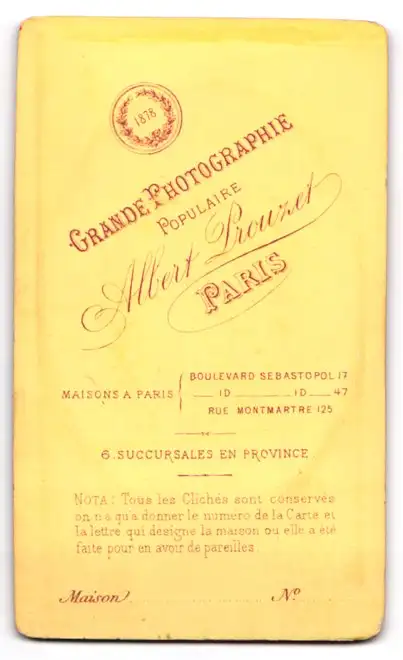 1878
GRANDE PHOTOGRAPHIE
POPULAIRE
Albert Prouzet
PARIS
MAISONS A PARIS
BOULEVARD SEBASTOPOL 17
— ID — ID — 47
RUE MONTMARTRE 125
6. SUCCURSALES EN PROVINCE.
NOTA: Tous les Clichés sont conservés
on n'a qu'a donner le numéro de la Carte et
la lettre qui désigne la maison ou elle a été
faite pour en avoir de pareilles.
Maison Nº